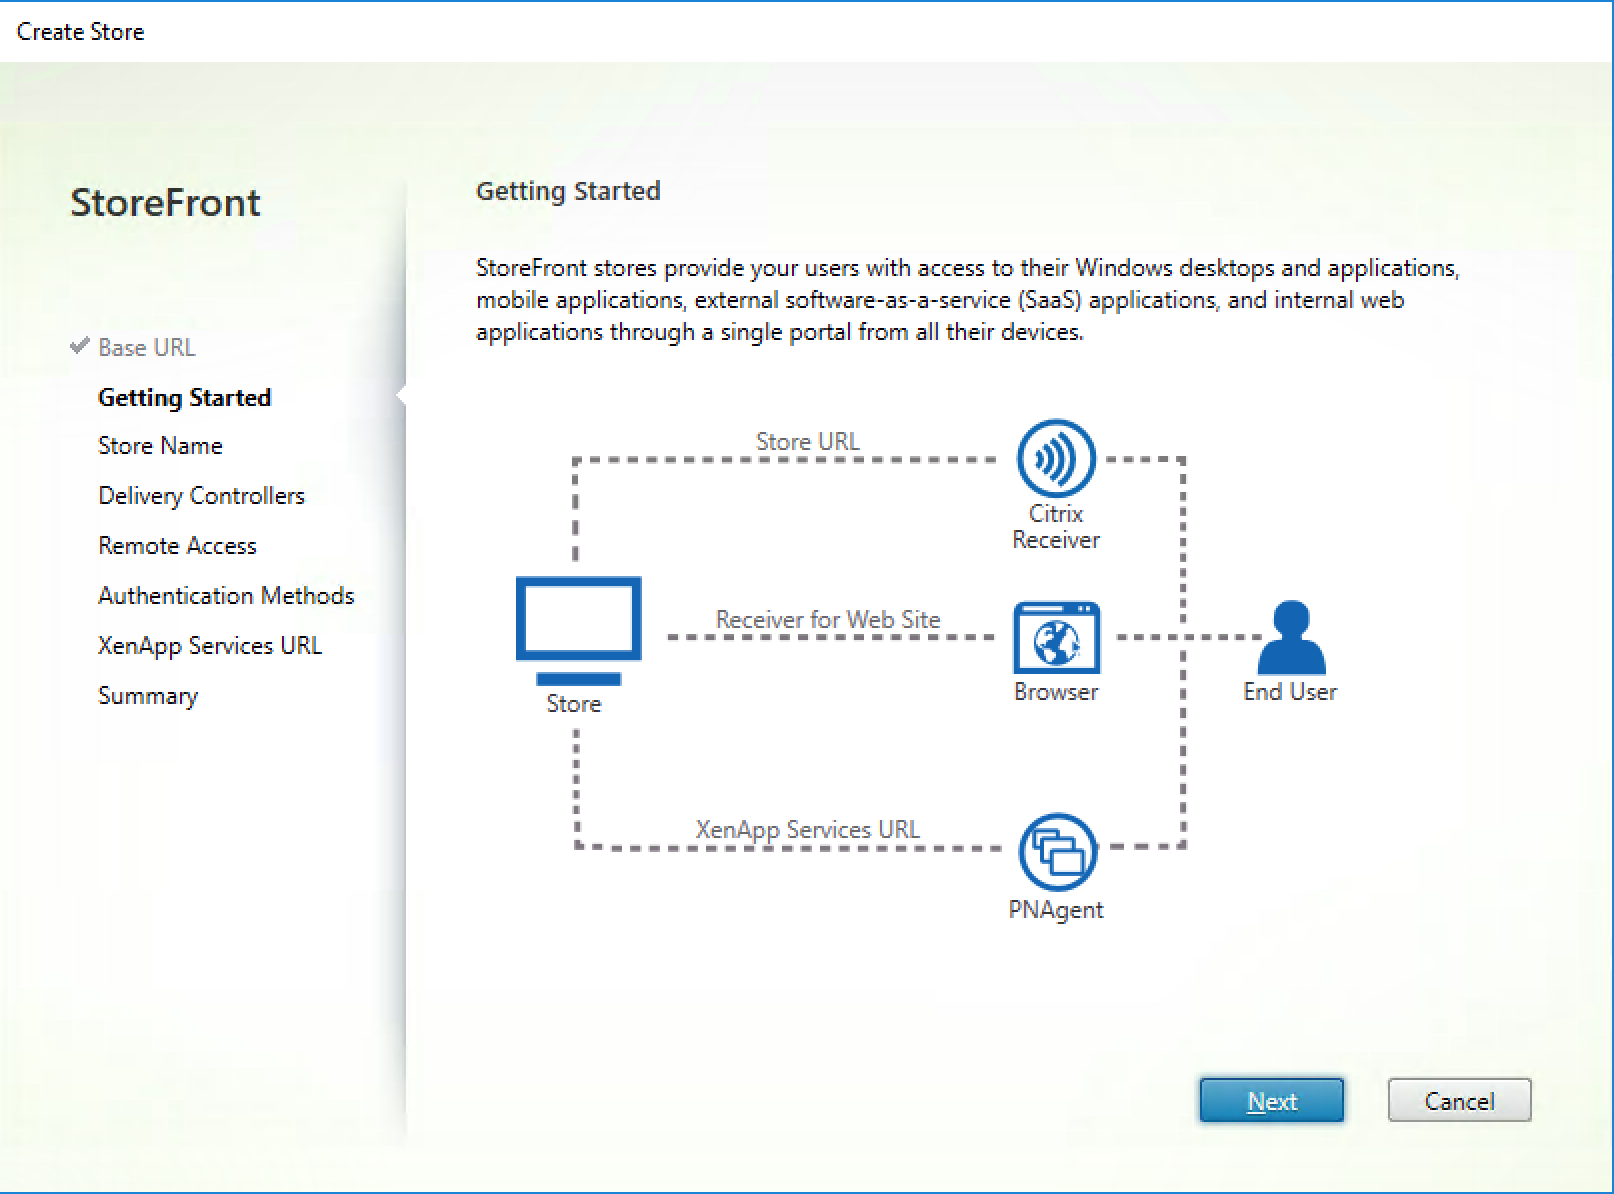 Create Store
StoreFront
Base URL
Getting Started
Store Name
Delivery Controllers
Remote Access
Authentication Methods
XenApp Services URL
Summary
Getting Started
StoreFront stores provide your users with access to their Windows desktops and applications,
mobile applications, external software-as-a-service (SaaS) applications, and internal web
applications through a single portal from all their devices.
Store URL
Citrix
Receiver
Receiver for Web Site
Store
Browser
End User
XenApp Services URL
PNAgent
Next
Cancel